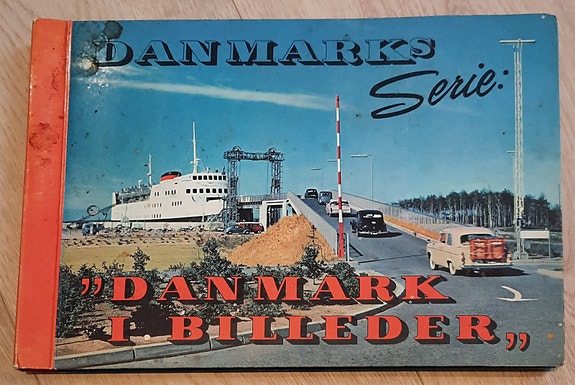 DANMARKS
Serie:
„DANMARK
I BILLEDER„